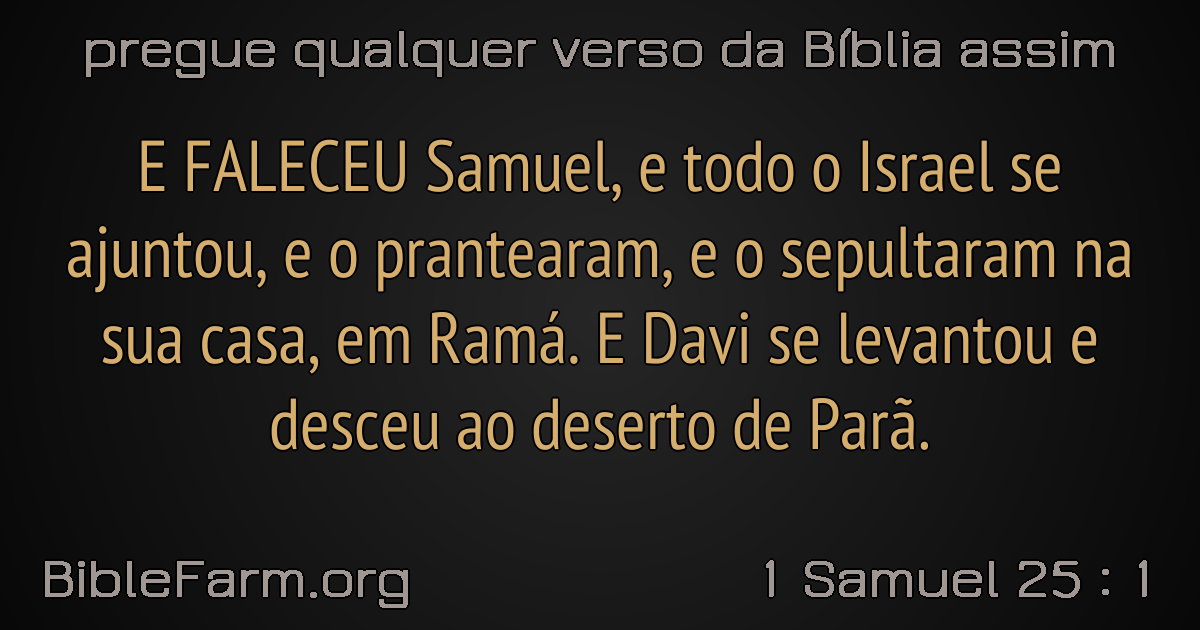 pregue qualquer verso da Bíblia assim
E FALECEU Samuel, e todo o Israel se
ajuntou, e o prantearam, e o sepultaram na
sua casa, em Ramá. E Davi se levantou e
desceu ao deserto de Parã.
BibleFarm.org
1 Samuel 25 : 1